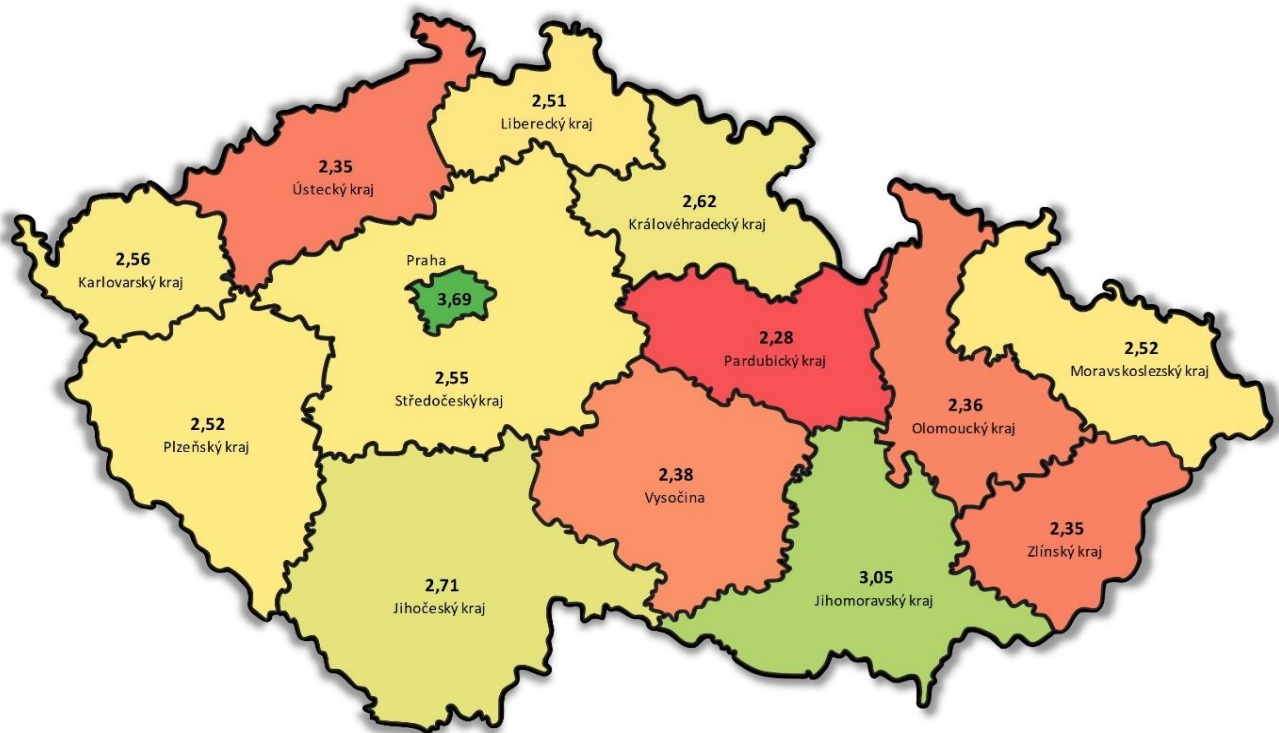 2,51
Liberecký kraj
2,35
Ústecký kraj
2,62
Královéhradecký kraj
2,56
Karlovarský kraj
Praha
3,69
2,28
Pardubický kraj
2,52
Moravskoslezský kraj
2,55
Středočeský kraj
2,36
Olomoucký kraj
2,52
Plzeňský kraj
2,38
Vysočina
2,35
Zlínský kraj
2,71
Jihočeský kraj
3,05
Jihomoravský kraj